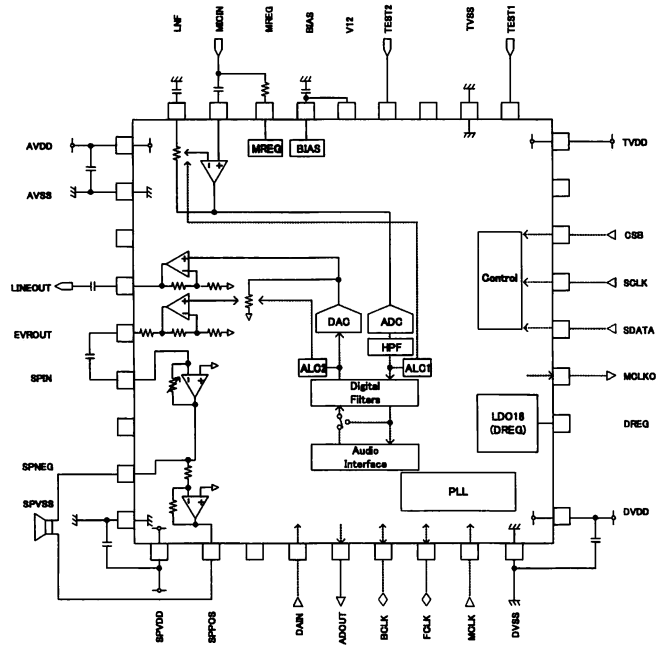 LNF
MICIN
MREG
BIAS
V12
TEST2
TVSS
TEST1
AVDD
AVSS
LINEOUT
EVROUT
SPIN
SPNEG
SPVSS
MREG
BIAS
DAC
ADC
HPF
ALC2
ALC1
Digital
Filters
Audio
Interface
Control
LDO18
(DREG)
PLL
TVDD
CSB
SCLK
SDATA
MCLKO
DREG
DVDD
SPVDD
SPPOS
DAIN
ADOUT
BCLK
FCLK
MCLK
DVSS